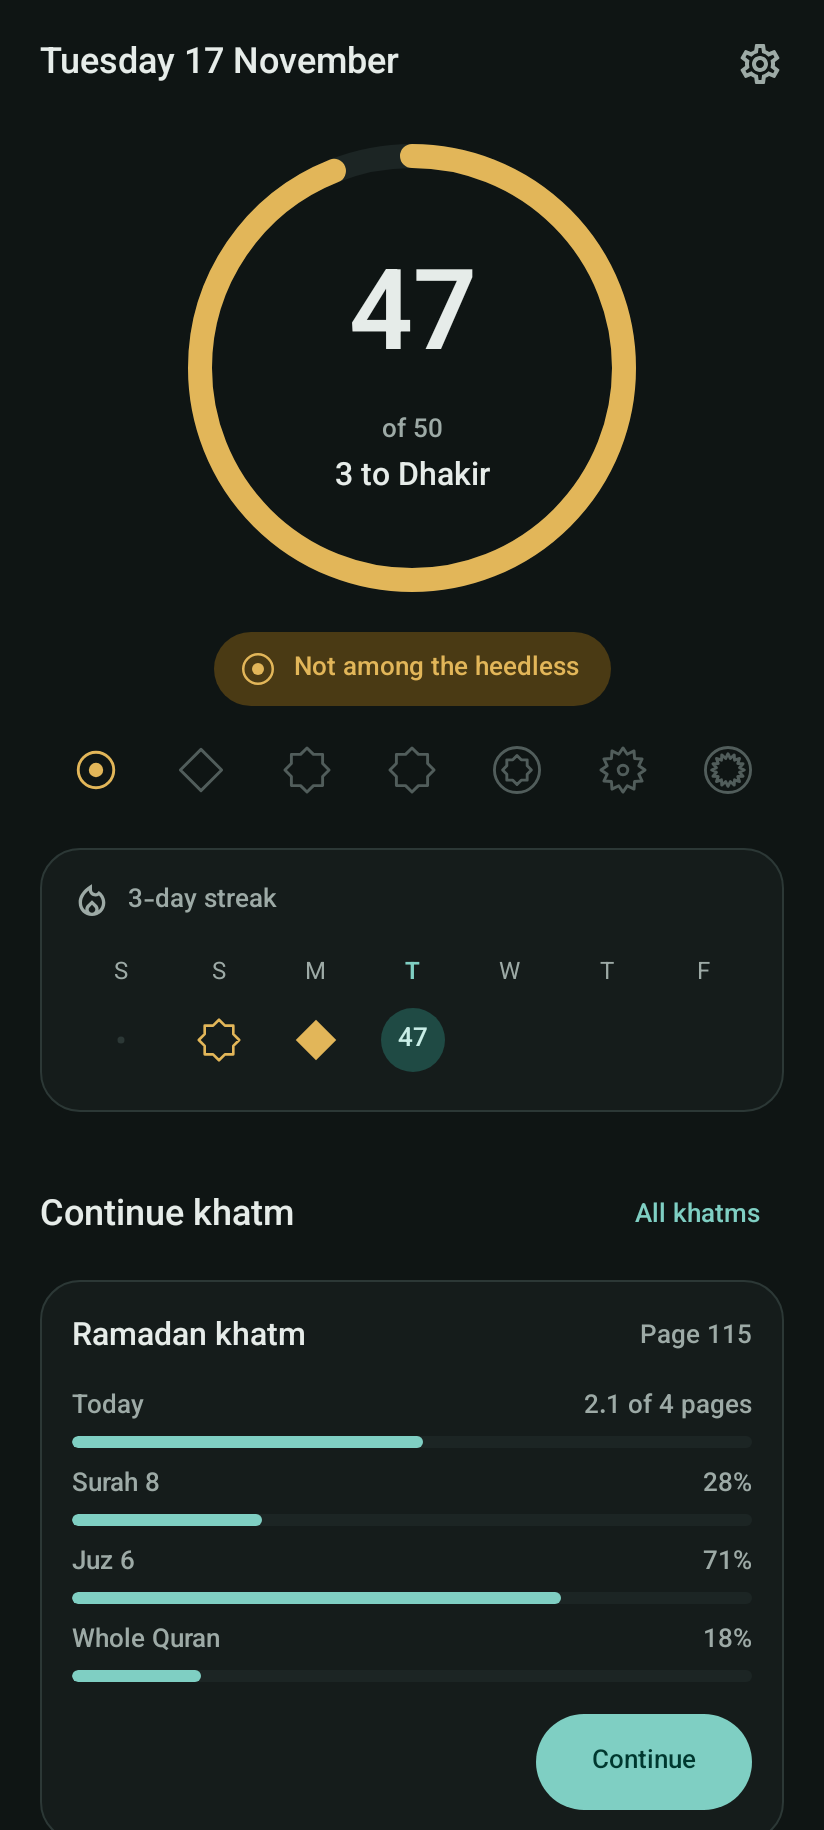 Tuesday 17 November
47
of 50
3 to Dhakir
Not among the heedless
3-day streak
S S M T W T F
47
Continue khatm All khatms
Ramadan khatm Page 115
Today 2.1 of 4 pages
Surah 8 28%
Juz 6 71%
Whole Quran 18%
Continue